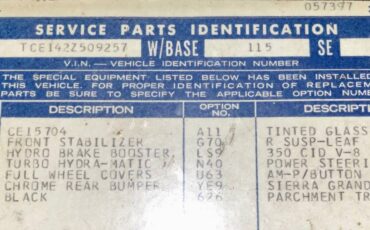 057397
SERVICE PARTS IDENTIFICATION
TCE142Z509257 W/BASE 115 SE
V.I.N. — VEHICLE IDENTIFICATION NUMBER
THE SPECIAL EQUIPMENT LISTED BELOW HAS BEEN INSTALLED
THIS VEHICLE. FOR PROPER IDENTIFICATION OF REPLACEM
PARTS BE SURE TO SPECIFY THE APPLICABLE OPTION NUMBE
DESCRIPTION OPTION NO. DESCRIPT
CE15704 A11 TINTED GLASS
FRONT STABILIZER G70 R SUSP-LEAF
HYDRO BRAKE BOOSTER LS9 350 CID V-8
TURBO HYDRA-MATIC N40 POWER STEERI
FULL WHEEL COVERS U63 AM-P/BUTTON
CHROME REAR BUMPER YE9 SIERRA GRAND
BLACK PARCHMENT TR